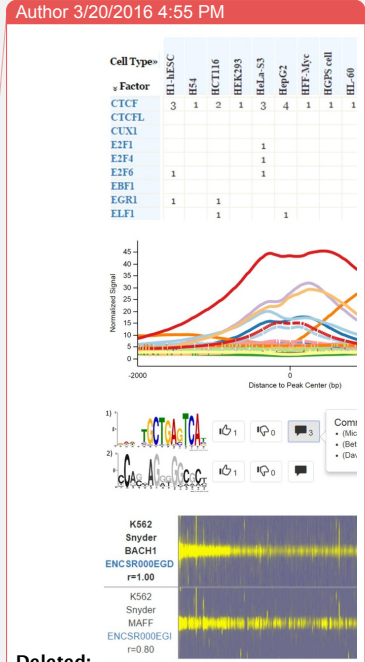 Author 3/20/2016 4:55 PM
Cell Type»
Factor
H1-hESC
H54
HCT116
HEK293
HeLa-S3
HepG2
HFF-Myc
HGPS cell
HL-60
CTCF 3 1 2 1 3 4 1 1 1
CTCFL
CUX1
E2F1 1
E2F4 1
E2F6 1 1
EBF1
EGR1 1 1
ELF1 1 1
Normalized Signal
45
40
35
30
25
20
15
10
5
0
-2000 0
Distance to Peak Center (bp)
1) TGCTGAGTCA 1 0 3
Com
• (Mic
• (Bet
• (Dav
2) 1 0
K562
Snyder
BACH1
ENCSR000EGD
r=1.00
K562
Snyder
MAFF
ENCSR000EGI
r=0.80
Deleted: